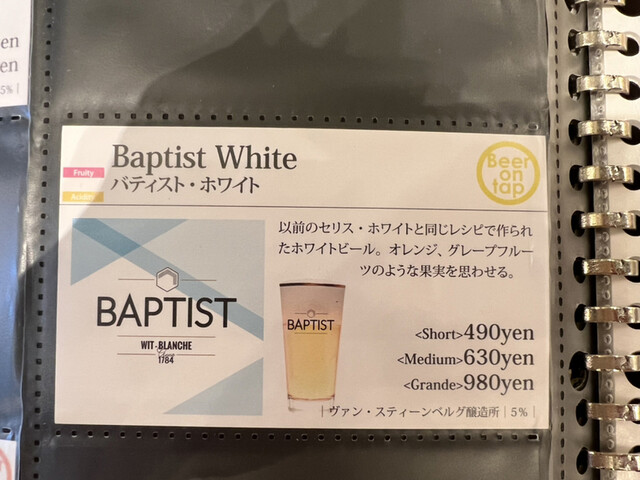 en
en
5% |
Baptist White
Fruity
バティスト・ホワイト
Acidity
Beer
on
tap
以前のセリス・ホワイトと同じレシピで作られ
たホワイトビール。オレンジ、グレープフルー
ツのような果実を思わせる。
BAPTIST
WIT-BLANCHE
Since
1784
BAPTIST
<Short>490yen
<Medium>630yen
<Grande>980yen
| ヴァン・スティーンベルグ醸造所 | 5% |